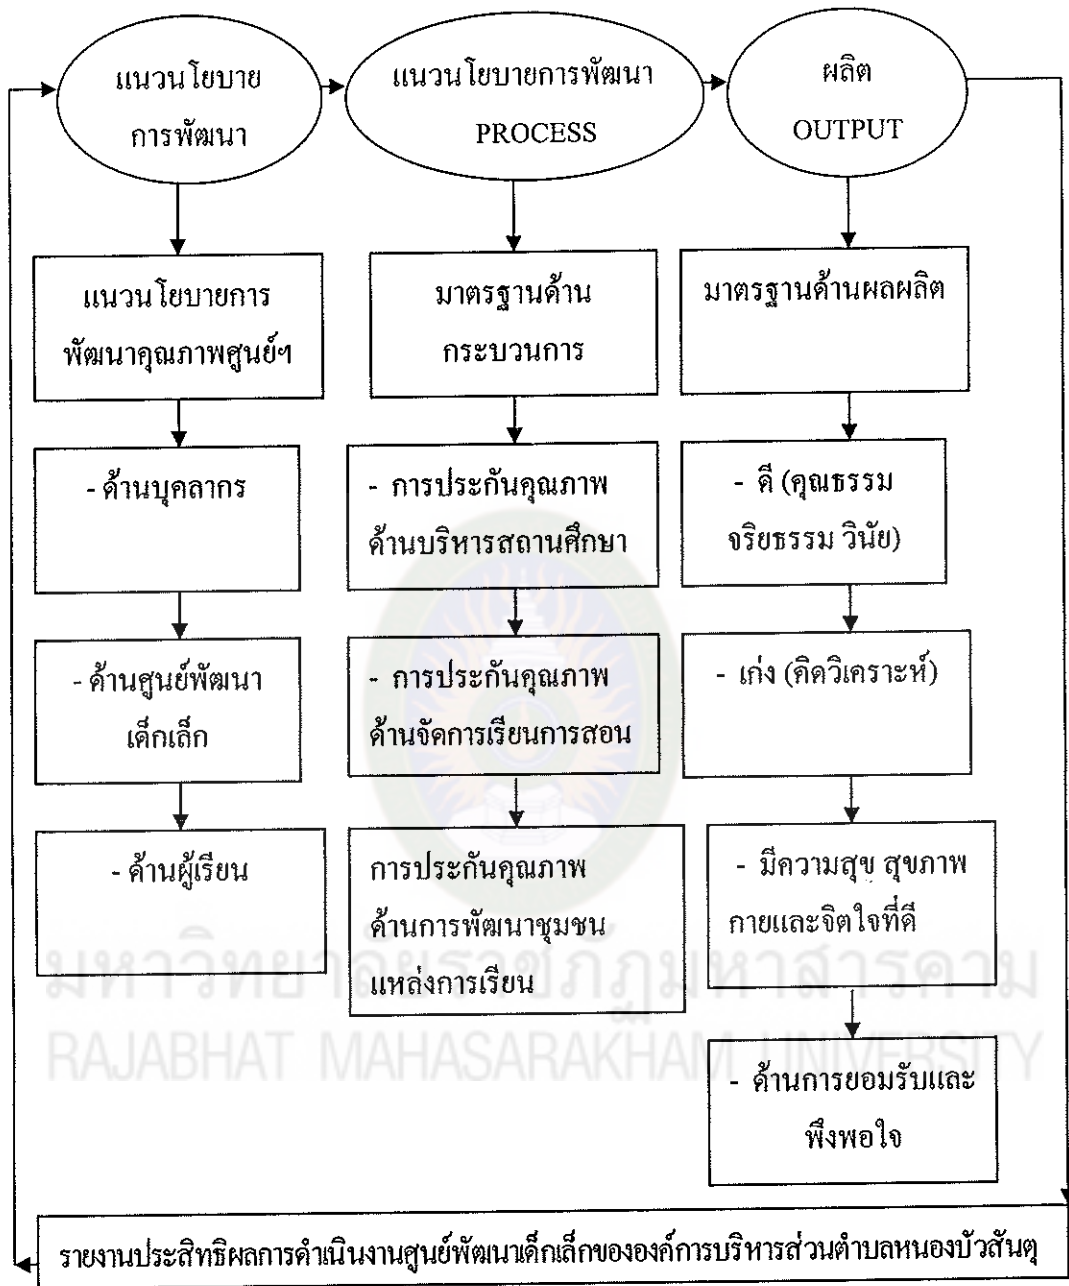 แนวนโยบาย
การพัฒนา
แนวนโยบายการพัฒนา
PROCESS
ผลิต
OUTPUT
แนวนโยบายการ
พัฒนาคุณภาพศูนย์ฯ
มาตรฐานด้าน
กระบวนการ
มาตรฐานด้านผลผลิต
- ด้านบุคลากร
- การประกันคุณภาพ
ด้านบริหารสถานศึกษา
- ดี (คุณธรรม
จริยธรรม วินัย)
- ด้านศูนย์พัฒนา
เด็กเล็ก
- การประกันคุณภาพ
ด้านจัดการเรียนการสอน
- เก่ง (คิดวิเคราะห์)
- ด้านผู้เรียน
การประกันคุณภาพ
ด้านการพัฒนาชุมชน
แหล่งการเรียน
- มีความสุข สุขภาพ
กายและจิตใจที่ดี
- ด้านการยอมรับและ
พึงพอใจ
มหาวิทยาลัยราชภัฏมหาสารคาม
RAJABHAT MAHASARAKHAM UNIVERSITY
รายงานประสิทธิผลการดำเนินงานศูนย์พัฒนาเด็กเล็กขององค์การบริหารส่วนตำบลหนองบัวสันตุ